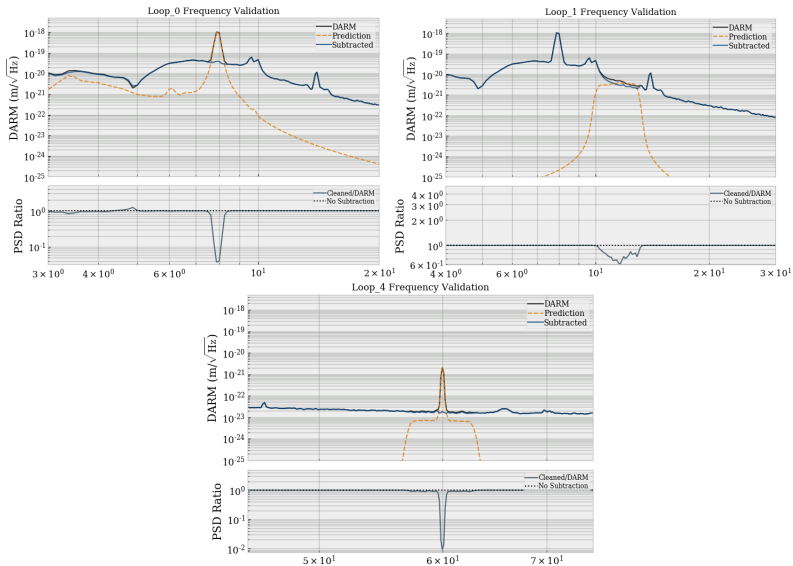 Loop_0 Frequency Validation
DARM (m/√Hz)
10⁻¹⁸
10⁻¹⁹
10⁻²⁰
10⁻²¹
10⁻²²
10⁻²³
10⁻²⁴
10⁻²⁵
DARM
Prediction
Subtracted
PSD Ratio
10⁰
10⁻¹
Cleaned/DARM
No Subtraction
3 × 10⁰
4 × 10⁰
6 × 10⁰
10¹
20 × 10¹
Loop_1 Frequency Validation
DARM (m/√Hz)
10⁻¹⁸
10⁻¹⁹
10⁻²⁰
10⁻²¹
10⁻²²
10⁻²³
10⁻²⁴
10⁻²⁵
DARM
Prediction
Subtracted
PSD Ratio
4 × 10⁰
3 × 10⁰
2 × 10⁰
10⁰
6 × 10⁻¹
Cleaned/DARM
No Subtraction
4 × 10⁰
6 × 10⁰
10¹
2 × 10¹
3 × 10¹
Loop_4 Frequency Validation
DARM (m/√Hz)
10⁻¹⁸
10⁻¹⁹
10⁻²⁰
10⁻²¹
10⁻²²
10⁻²³
10⁻²⁴
10⁻²⁵
DARM
Prediction
Subtracted
PSD Ratio
10⁰
10⁻¹
10⁻²
Cleaned/DARM
No Subtraction
5 × 10¹
6 × 10¹
7 × 10¹